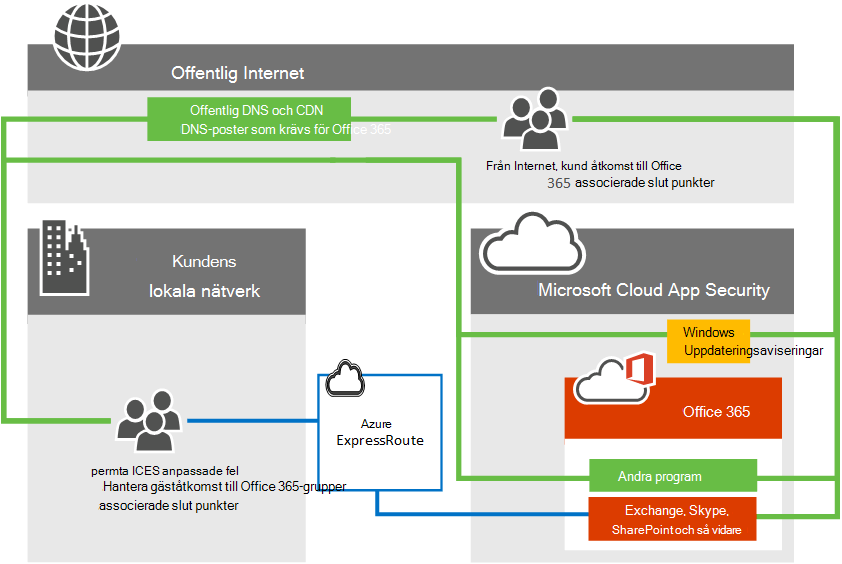 Offentlig Internet
Offentlig DNS och CDN
DNS-poster som krävs för Office 365
Från Internet, kund åtkomst till Office
365 associerade slut punkter
Kundens
lokala nätverk
Microsoft Cloud App Security
Windows
Uppdateringsaviseringar
Office 365
Azure
ExpressRoute
permta ICES anpassade fel
Hantera gäståtkomst till Office 365-grupper
associerade slut punkter
Andra program
Exchange, Skype,
SharePoint och så vidare